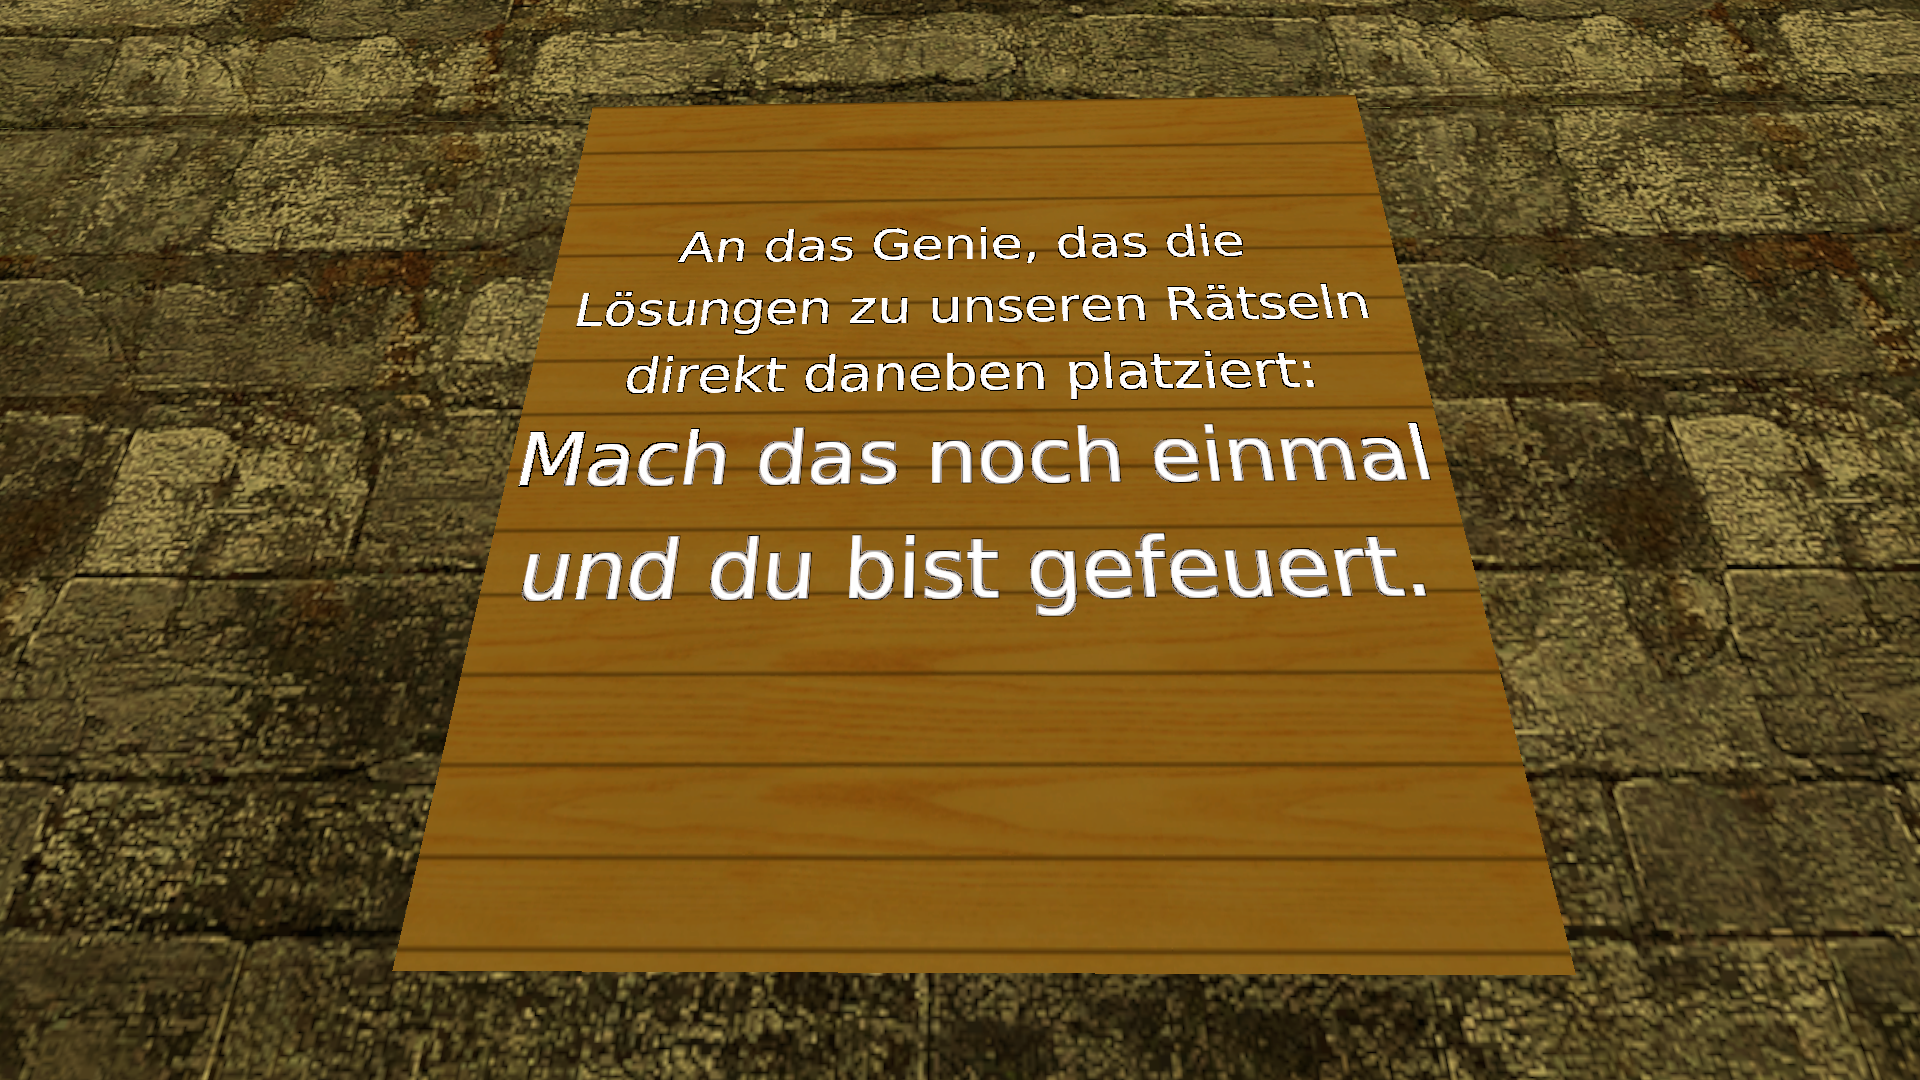 An das Genie, das die
Lösungen zu unseren Rätseln
direkt daneben platziert:
Mach das noch einmal
und du bist gefeuert.